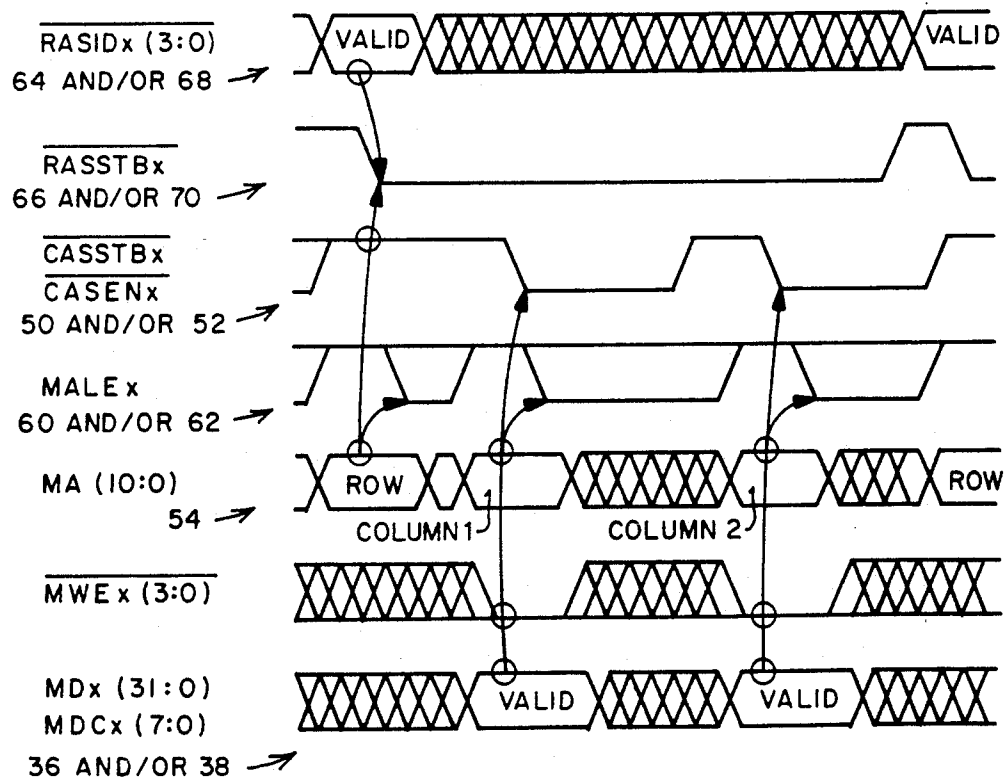 RASIDx (3:0)
64 AND/OR 68
VALID
VALID
RASSTBx
66 AND/OR 70
CASSTBx
CASENx
50 AND/OR 52
MALEx
60 AND/OR 62
MA (10:0)
54
ROW
COLUMN 1
COLUMN 2
ROW
MWEx (3:0)
MDx (31:0)
MDCx (7:0)
36 AND/OR 38
VALID
VALID